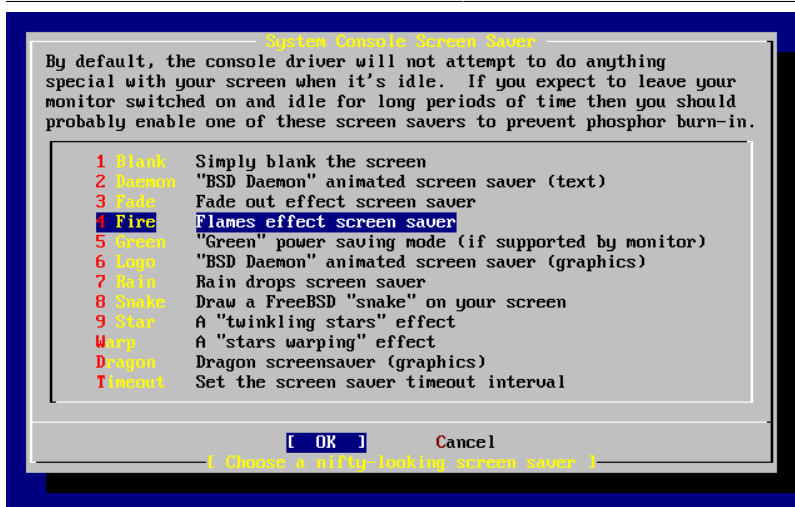 System Console Screen Saver
By default, the console driver will not attempt to do anything
special with your screen when it's idle.  If you expect to leave your
monitor switched on and idle for long periods of time then you should
probably enable one of these screen savers to prevent phosphor burn-in.
1 Blank   Simply blank the screen
2 Daemon  "BSD Daemon" animated screen saver (text)
3 Fade    Fade out effect screen saver
4 Fire    Flames effect screen saver
5 Green   "Green" power saving mode (if supported by monitor)
6 Logo    "BSD Daemon" animated screen saver (graphics)
7 Rain    Rain drops screen saver
8 Snake   Draw a FreeBSD "snake" on your screen
9 Star    A "twinkling stars" effect
Warp      A "stars warping" effect
Dragon    Dragon screensaver (graphics)
Timeout   Set the screen saver timeout interval
[  OK  ]     Cancel
[ Choose a nifty-looking screen saver ]